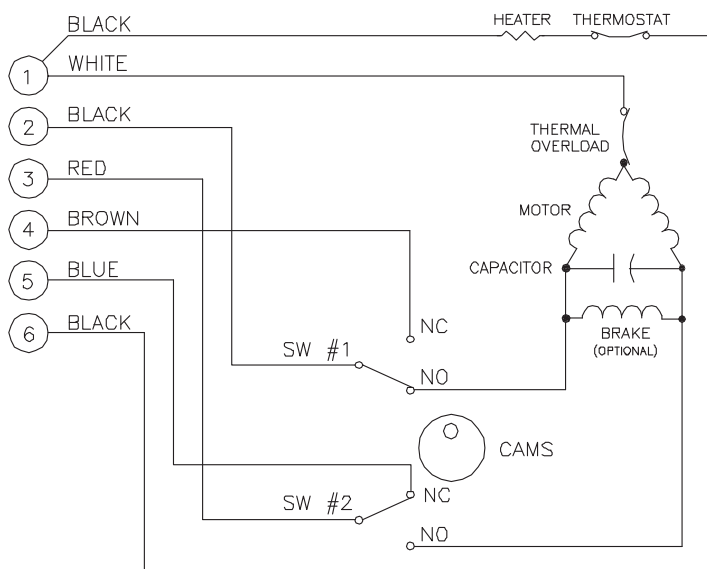 BLACK
HEATER
THERMOSTAT
1
WHITE
2
BLACK
THERMAL
OVERLOAD
3
RED
MOTOR
4
BROWN
CAPACITOR
5
BLUE
6
BLACK
NC
BRAKE
(OPTIONAL)
SW #1
NO
CAMS
NC
SW #2
NO